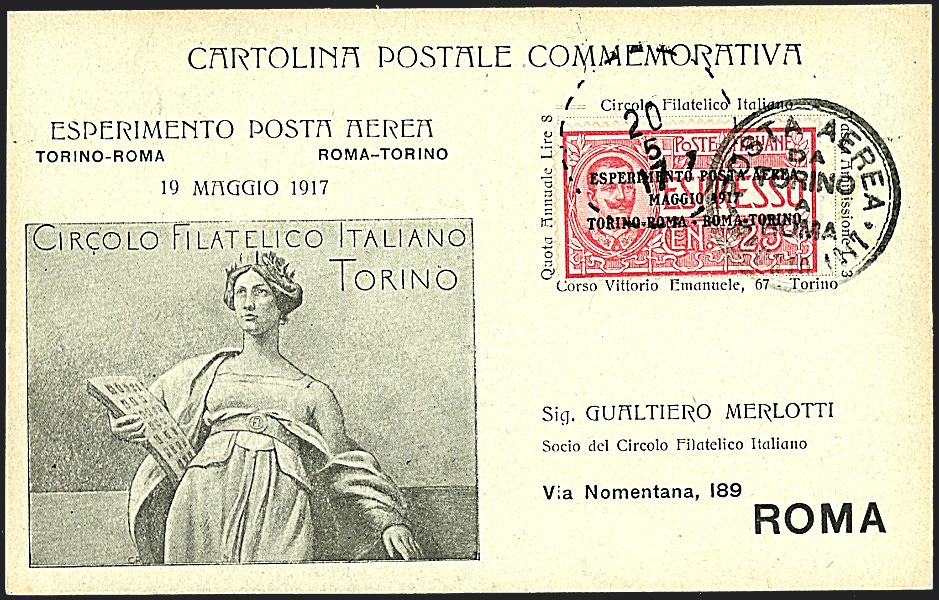 CARTOLINA POSTALE COMMEMORATIVA
ESPERIMENTO POSTA AEREA
TORINO-ROMA ROMA-TORINO
19 MAGGIO 1917
CIRCOLO FILATELICO ITALIANO
TORINO
Circolo Filatelico Italiano
Quota Annuale Lire 8
POSTE ITALIANE
ESPRESSO
CEN. 25
ESPERIMENTO POSTA AEREA
MAGGIO 1917
TORINO-ROMA · ROMA-TORINO
20
5
17
POSTA AEREA
DA
TORINO
A
ROMA
Corso Vittorio Emanuele, 67 - Torino
Sig. GUALTIERO MERLOTTI
Socio del Circolo Filatelico Italiano
Via Nomentana, 189
ROMA